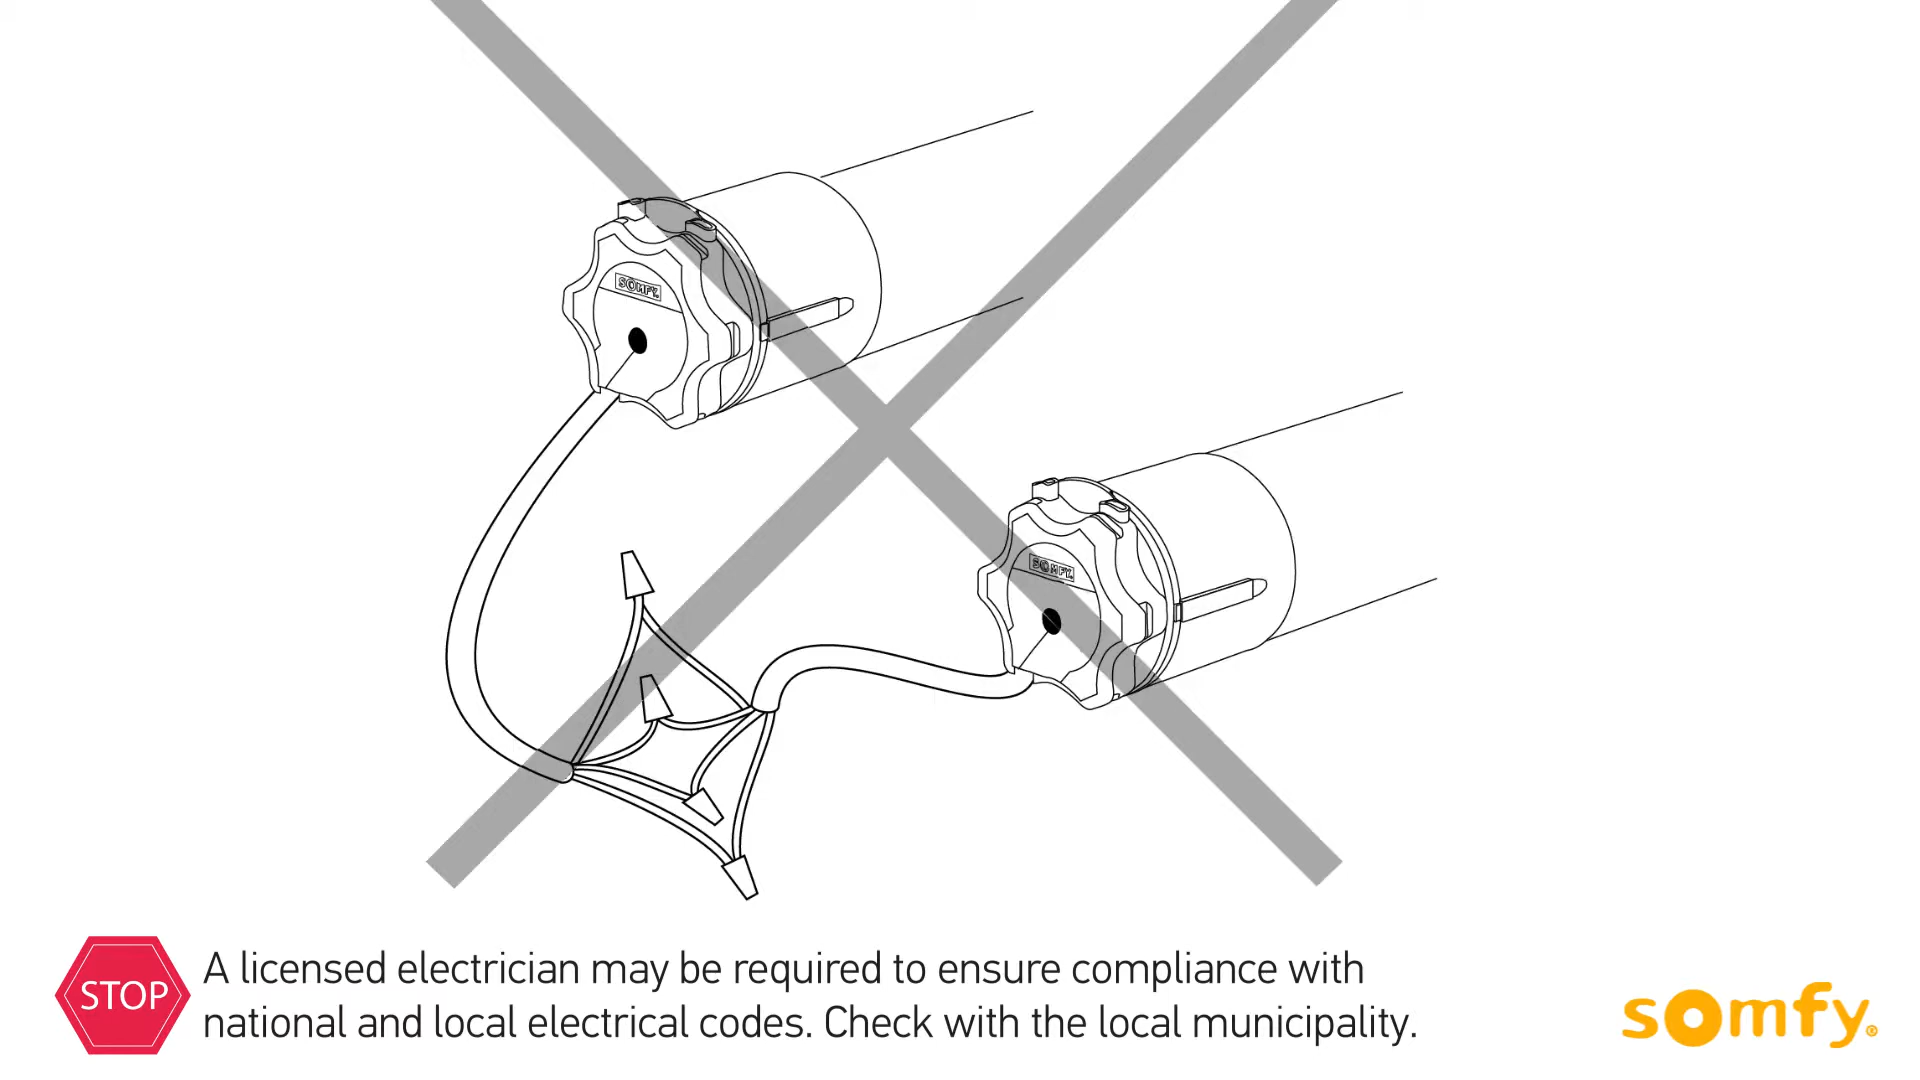 SOMFY.
SOMFY.
STOP
A licensed electrician may be required to ensure compliance with
national and local electrical codes. Check with the local municipality.
somfy®